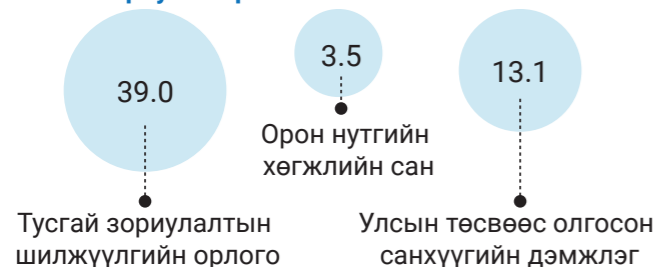 39.0
3.5
13.1
Орон нутгийн
хөгжлийн сан
Тусгай зориулалтын
шилжүүлгийн орлого
Улсын төсвөөс олгосон
санхүүгийн дэмжлэг